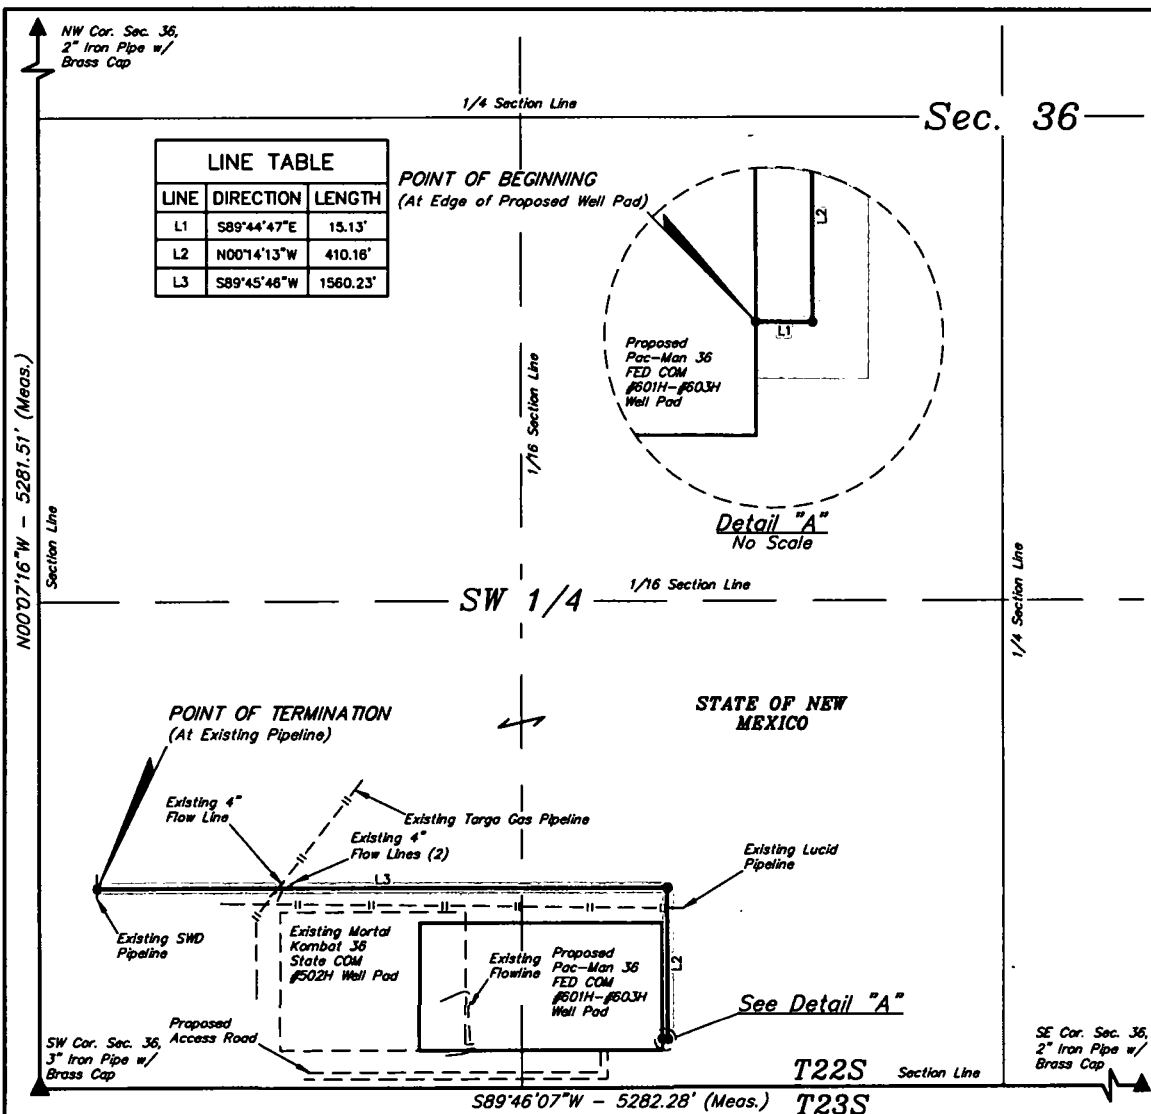 NW Cor. Sec. 36,
2" Iron Pipe w/
Brass Cap
1/4 Section Line
Sec. 36
LINE TABLE
LINE DIRECTION LENGTH
L1 S89°44'47"E 15.13'
L2 N00°14'13"W 410.16'
L3 S89°45'46"W 1560.23'
POINT OF BEGINNING
(At Edge of Proposed Well Pad)
L2
L1
Proposed
Pac-Man 36
FED COM
#601H-#603H
Well Pad
Detail "A"
No Scale
1/16 Section Line
N00°07'16"W - 5281.51' (Meas.)
Section Line
1/16 Section Line
SW 1/4
1/4 Section Line
STATE OF NEW
MEXICO
POINT OF TERMINATION
(At Existing Pipeline)
Existing 4"
Flow Line
Existing Targa Gas Pipeline
Existing 4"
Flow Lines (2)
Existing Lucid
Pipeline
L3
Existing SWD
Pipeline
Existing Mortal
Kombat 36
State COM
#502H Well Pad
Existing
Flowline
Proposed
Pac-Man 36
FED COM
#601H-#603H
Well Pad
L2
See Detail "A"
Proposed
Access Road
SW Cor. Sec. 36,
3" Iron Pipe w/
Brass Cap
SE Cor. Sec. 36,
2" Iron Pipe w/
Brass Cap
T22S
Section Line
S89°46'07"W - 5282.28' (Meas.)
T23S